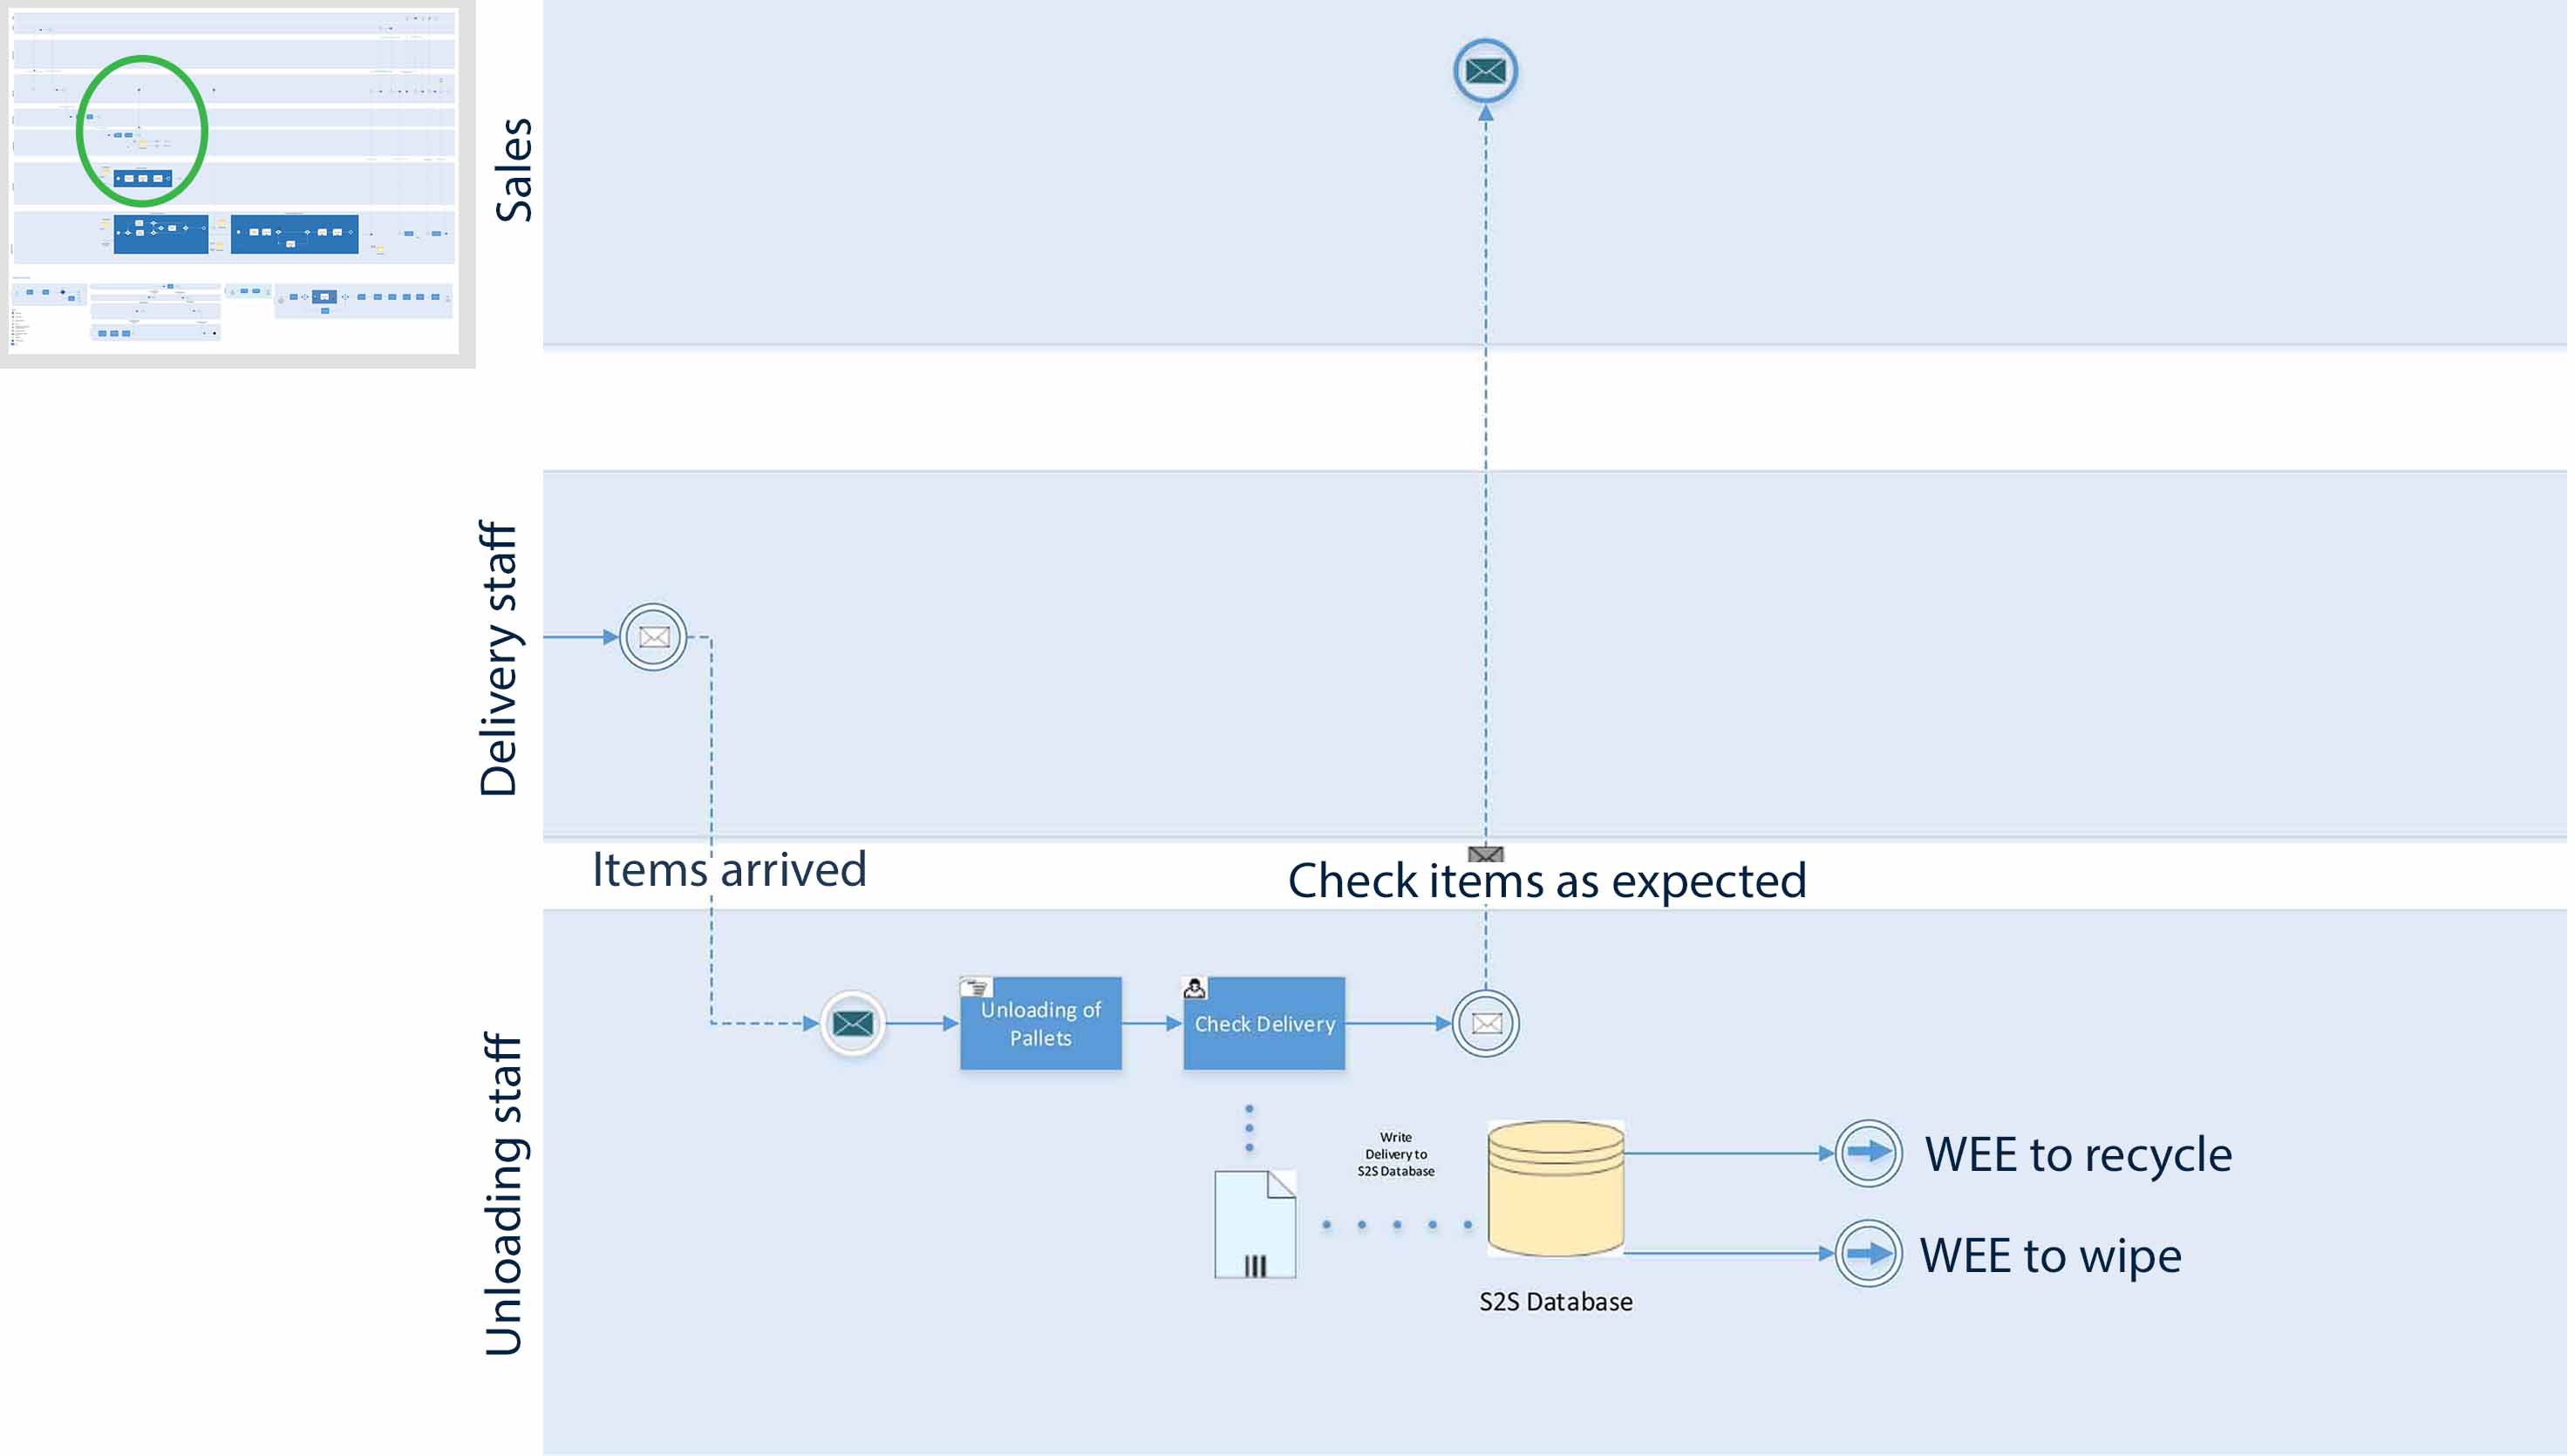 Sales
Delivery staff
Items arrived
Check items as expected
Unloading staff
Unloading of
Pallets
Check Delivery
Write
Delivery to
S2S Database
S2S Database
WEE to recycle
WEE to wipe